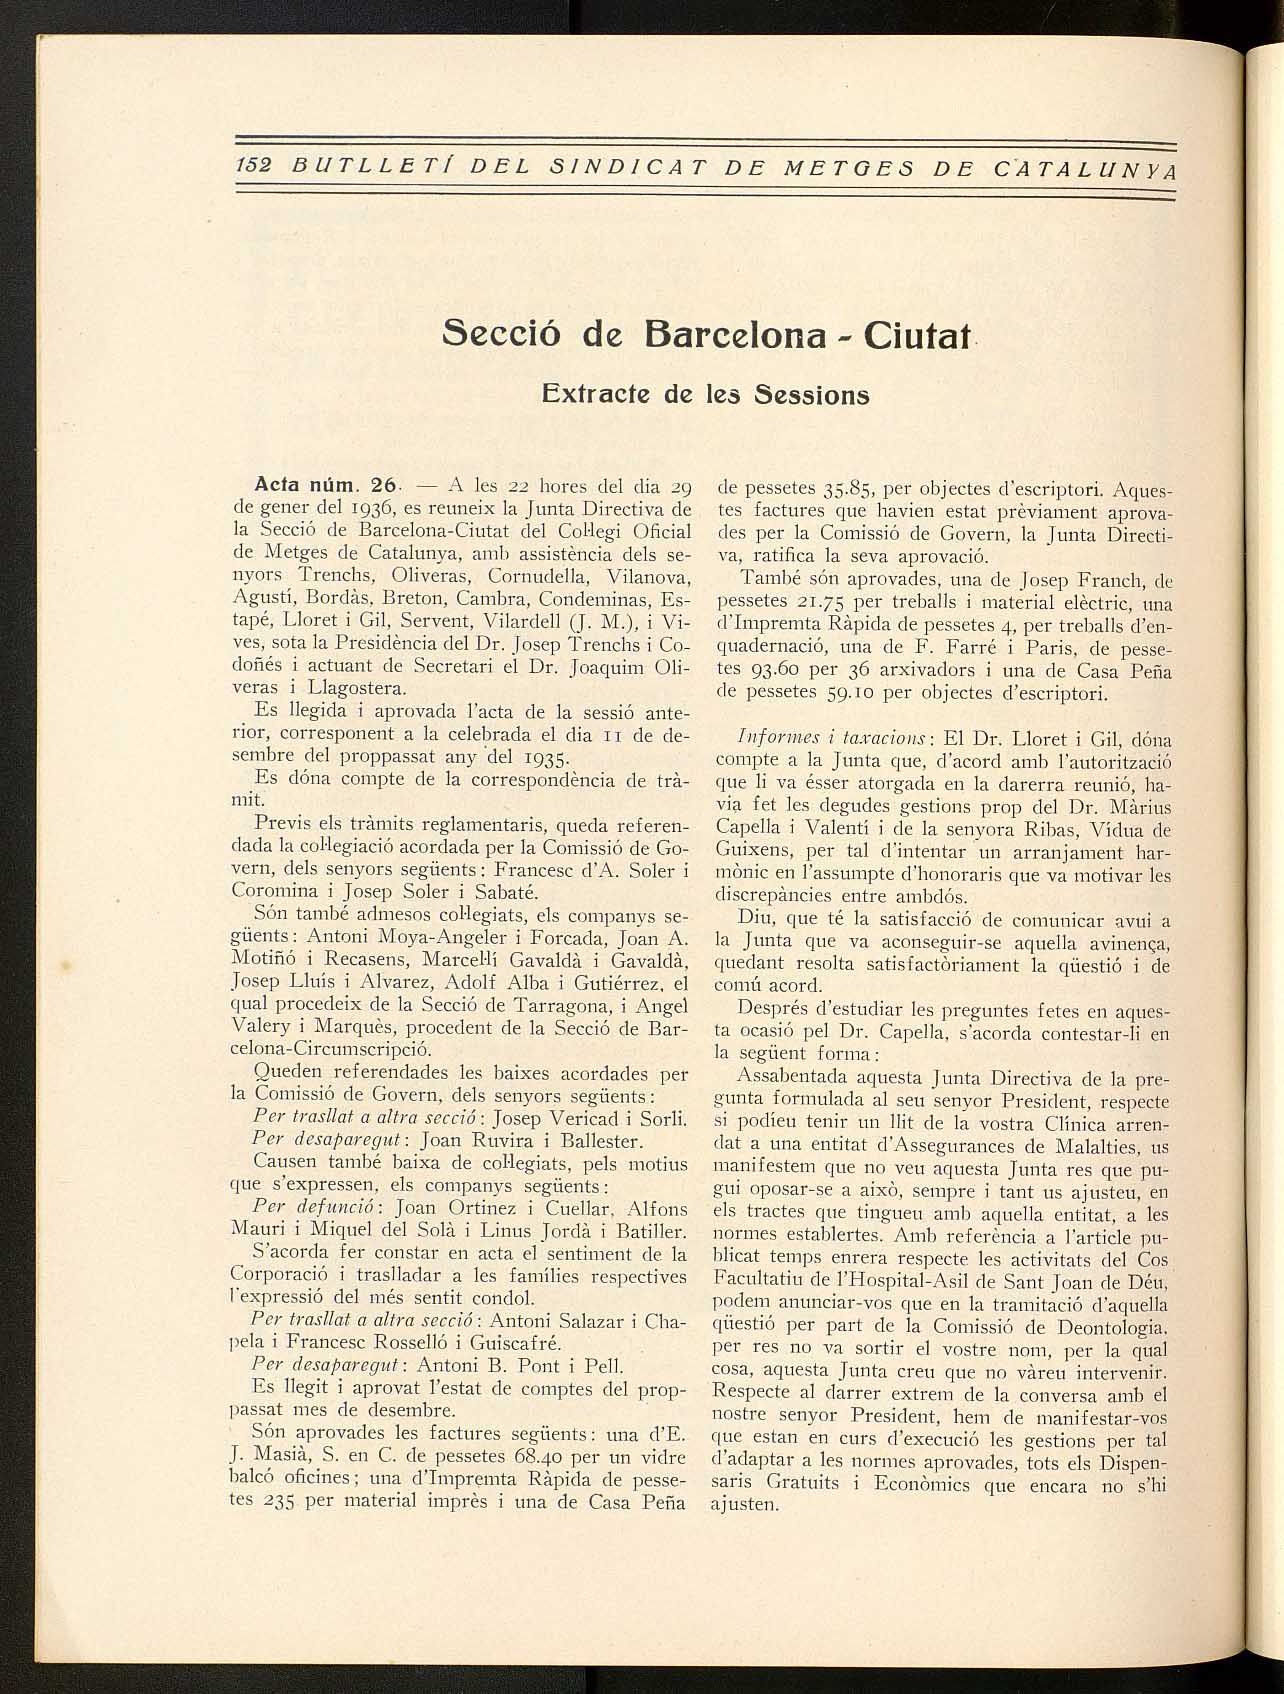 152 BUTLLETÍ DEL SINDICAT DE METGES DE CATALUNYA
Secció de Barcelona - Ciutat
Extracte de les Sessions
Acta núm. 26. — A les 22 hores del dia 29
de gener del 1936, es reuneix la Junta Directiva de
la Secció de Barcelona-Ciutat del Col·legi Oficial
de Metges de Catalunya, amb assistència dels se-
nyors Trenchs, Oliveras, Cornudella, Vilanova,
Agustí, Bordàs, Breton, Cambra, Condeminas, Es-
tapé, Lloret i Gil, Servent, Vilardell (J. M.), i Vi-
ves, sota la Presidència del Dr. Josep Trenchs i Co-
doñés i actuant de Secretari el Dr. Joaquim Oli-
veras i Llagostera.
Es llegida i aprovada l'acta de la sessió ante-
rior, corresponent a la celebrada el dia 11 de de-
sembre del proppassat any del 1935.
Es dóna compte de la correspondència de trà-
mit.
Previs els tràmits reglamentaris, queda referen-
dada la col·legiació acordada per la Comissió de Go-
vern, dels senyors següents: Francesc d'A. Soler i
Coromina i Josep Soler i Sabaté.
Són també admesos col·legiats, els companys se-
güents: Antoni Moya-Angeler i Forcada, Joan A.
Motiñó i Recasens, Marcel·lí Gavaldà i Gavaldà,
Josep Lluís i Alvarez, Adolf Alba i Gutiérrez, el
qual procedeix de la Secció de Tarragona, i Angel
Valery i Marquès, procedent de la Secció de Bar-
celona-Circumscripció.
Queden referendades les baixes acordades per
la Comissió de Govern, dels senyors següents:
Per trasllat a altra secció: Josep Vericad i Sorli.
Per desaparegut: Joan Ruvira i Ballester.
Causen també baixa de col·legiats, pels motius
que s'expressen, els companys següents:
Per defunció: Joan Ortinez i Cuellar, Alfons
Mauri i Miquel del Solà i Linus Jordà i Batiller.
S'acorda fer constar en acta el sentiment de la
Corporació i traslladar a les famílies respectives
l'expressió del més sentit condol.
Per trasllat a altra secció: Antoni Salazar i Cha-
pela i Francesc Rosselló i Guiscafré.
Per desaparegut: Antoni B. Pont i Pell.
Es llegit i aprovat l'estat de comptes del prop-
passat mes de desembre.
Són aprovades les factures següents: una d'E.
J. Masià, S. en C. de pessetes 68.40 per un vidre
balcó oficines; una d'Impremta Ràpida de pesse-
tes 235 per material imprès i una de Casa Peña
de pessetes 35.85, per objectes d'escriptori. Aques-
tes factures que havien estat prèviament aprova-
des per la Comissió de Govern, la Junta Directi-
va, ratifica la seva aprovació.
També són aprovades, una de Josep Franch, de
pessetes 21.75 per treballs i material elèctric, una
d'Impremta Ràpida de pessetes 4, per treballs d'en-
quadernació, una de F. Farré i Paris, de pesse-
tes 93.60 per 36 arxivadors i una de Casa Peña
de pessetes 59.10 per objectes d'escriptori.
Informes i taxacions: El Dr. Lloret i Gil, dóna
compte a la Junta que, d'acord amb l'autorització
que li va ésser atorgada en la darerra reunió, ha-
via fet les degudes gestions prop del Dr. Màrius
Capella i Valentí i de la senyora Ribas, Vídua de
Guixens, per tal d'intentar un arranjament har-
mònic en l'assumpte d'honoraris que va motivar les
discrepàncies entre ambdós.
Diu, que té la satisfacció de comunicar avui a
la Junta que va aconseguir-se aquella avinença,
quedant resolta satisfactòriament la qüestió i de
comú acord.
Després d'estudiar les preguntes fetes en aques-
ta ocasió pel Dr. Capella, s'acorda contestar-li en
la següent forma:
Assabentada aquesta Junta Directiva de la pre-
gunta formulada al seu senyor President, respecte
si podíeu tenir un llit de la vostra Clínica arren-
dat a una entitat d'Assegurances de Malalties, us
manifestem que no veu aquesta Junta res que pu-
gui oposar-se a això, sempre i tant us ajusteu, en
els tractes que tingueu amb aquella entitat, a les
normes establertes. Amb referència a l'article pu-
blicat temps enrera respecte les activitats del Cos
Facultatiu de l'Hospital-Asil de Sant Joan de Déu,
podem anunciar-vos que en la tramitació d'aquella
qüestió per part de la Comissió de Deontologia,
per res no va sortir el vostre nom, per la qual
cosa, aquesta Junta creu que no vàreu intervenir.
Respecte al darrer extrem de la conversa amb el
nostre senyor President, hem de manifestar-vos
que estan en curs d'execució les gestions per tal
d'adaptar a les normes aprovades, tots els Dispen-
saris Gratuits i Econòmics que encara no s'hi
ajusten.